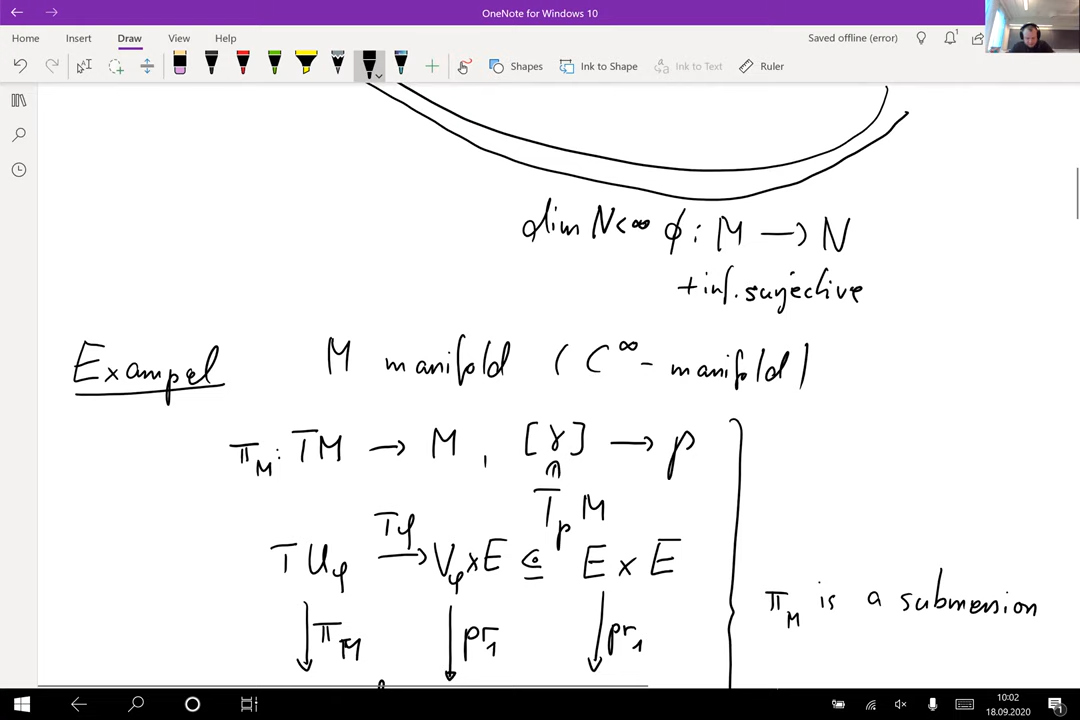 OneNote for Windows 10
Home Insert Draw View Help
Saved offline (error)
Shapes Ink to Shape Ink to Text Ruler
dim N<∞ ϕ: M → N
+inf. surjective
Exampel M manifold (C^∞-manifold)
π_M: TM → M, [γ] → p
∩
T_p M
TU_φ Tφ→ V_φ×E ⊆ E×E
π_M is a submersion
↓π_M ↓pr_1 ↓pr_1
10:02
18.09.2020